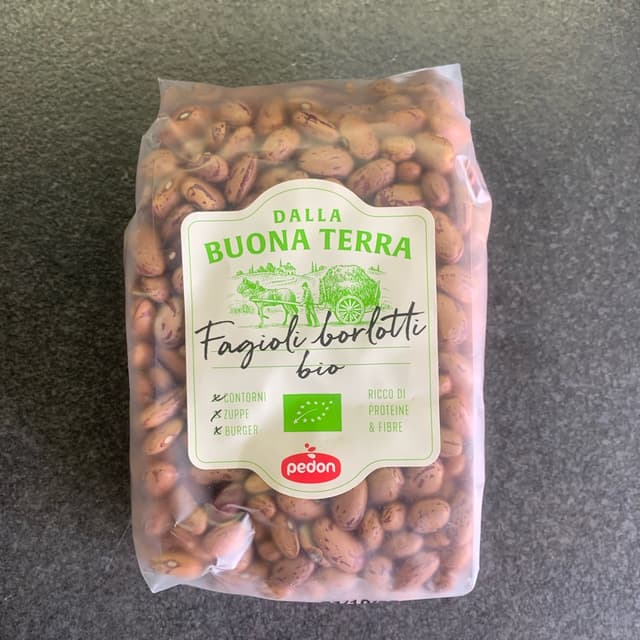 DALLA
BUONA TERRA
Fagioli borlotti
bio
x CONTORNI
x ZUPPE
x BURGER
RICCO DI
PROTEINE
& FIBRE
pedon